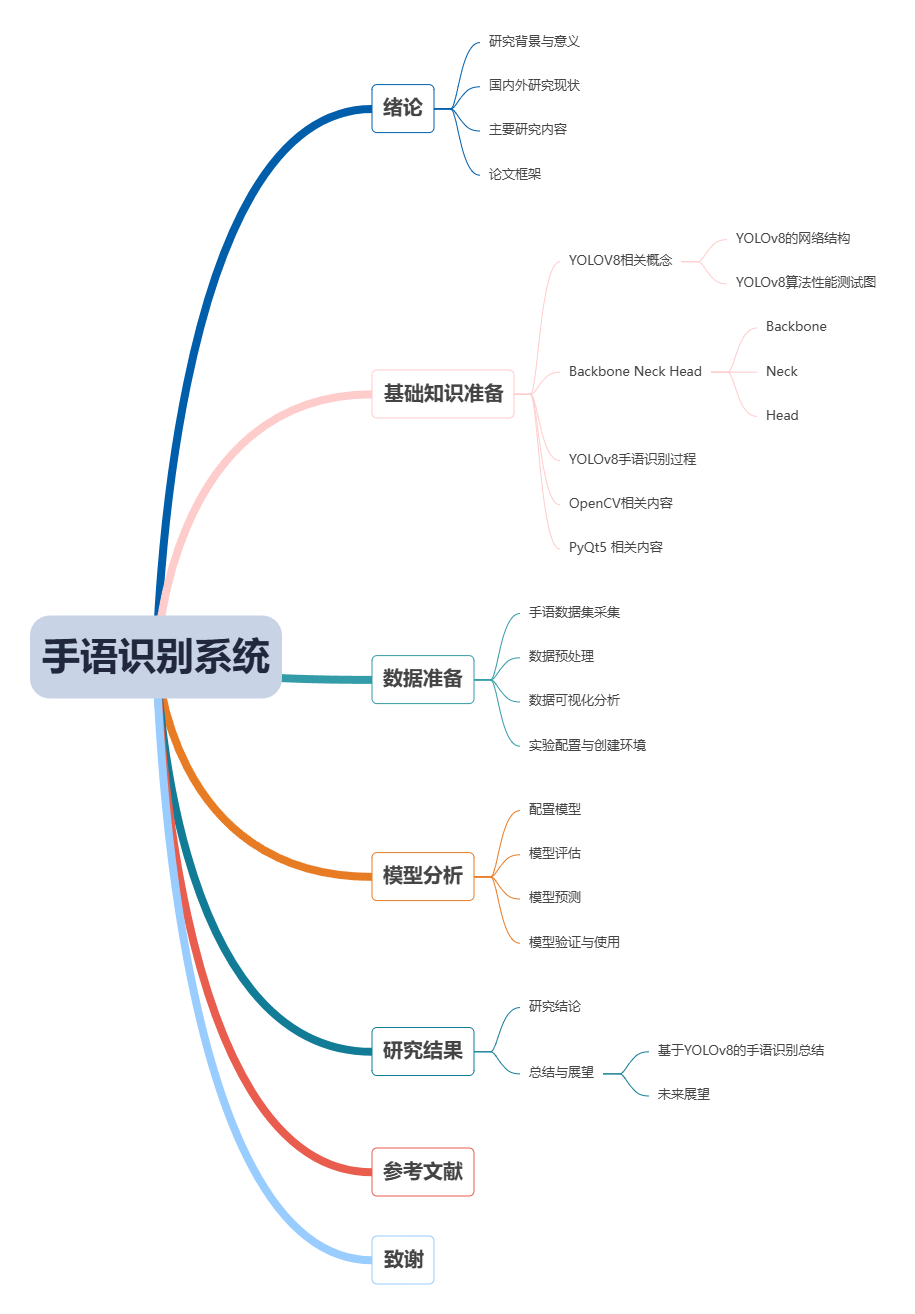 手语识别系统
绪论
研究背景与意义
国内外研究现状
主要研究内容
论文框架
基础知识准备
YOLOV8相关概念
YOLOv8的网络结构
YOLOv8算法性能测试图
Backbone Neck Head
Backbone
Neck
Head
YOLOv8手语识别过程
OpenCV相关内容
PyQt5 相关内容
数据准备
手语数据集采集
数据预处理
数据可视化分析
实验配置与创建环境
模型分析
配置模型
模型评估
模型预测
模型验证与使用
研究结果
研究结论
总结与展望
基于YOLOv8的手语识别总结
未来展望
参考文献
致谢